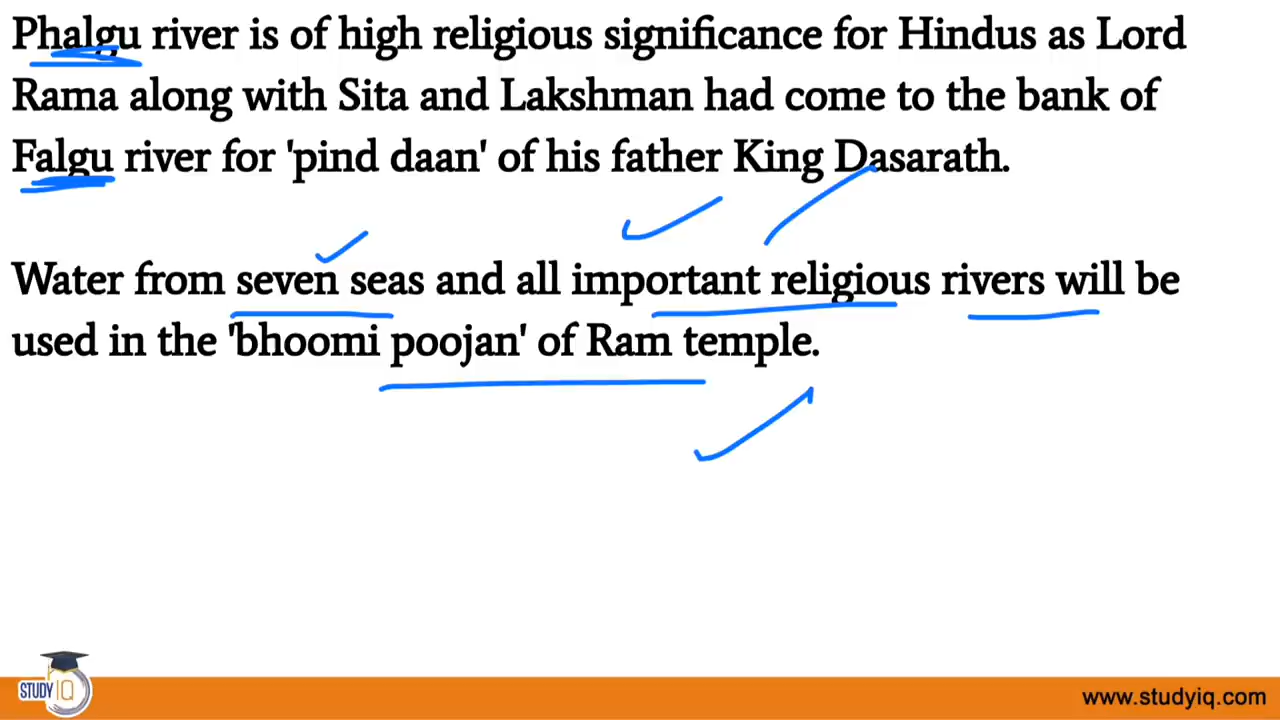 Phalgu river is of high religious significance for Hindus as Lord
Rama along with Sita and Lakshman had come to the bank of
Falgu river for 'pind daan' of his father King Dasarath.
Water from seven seas and all important religious rivers will be
used in the 'bhoomi poojan' of Ram temple.
STUDY IQ
www.studyiq.com